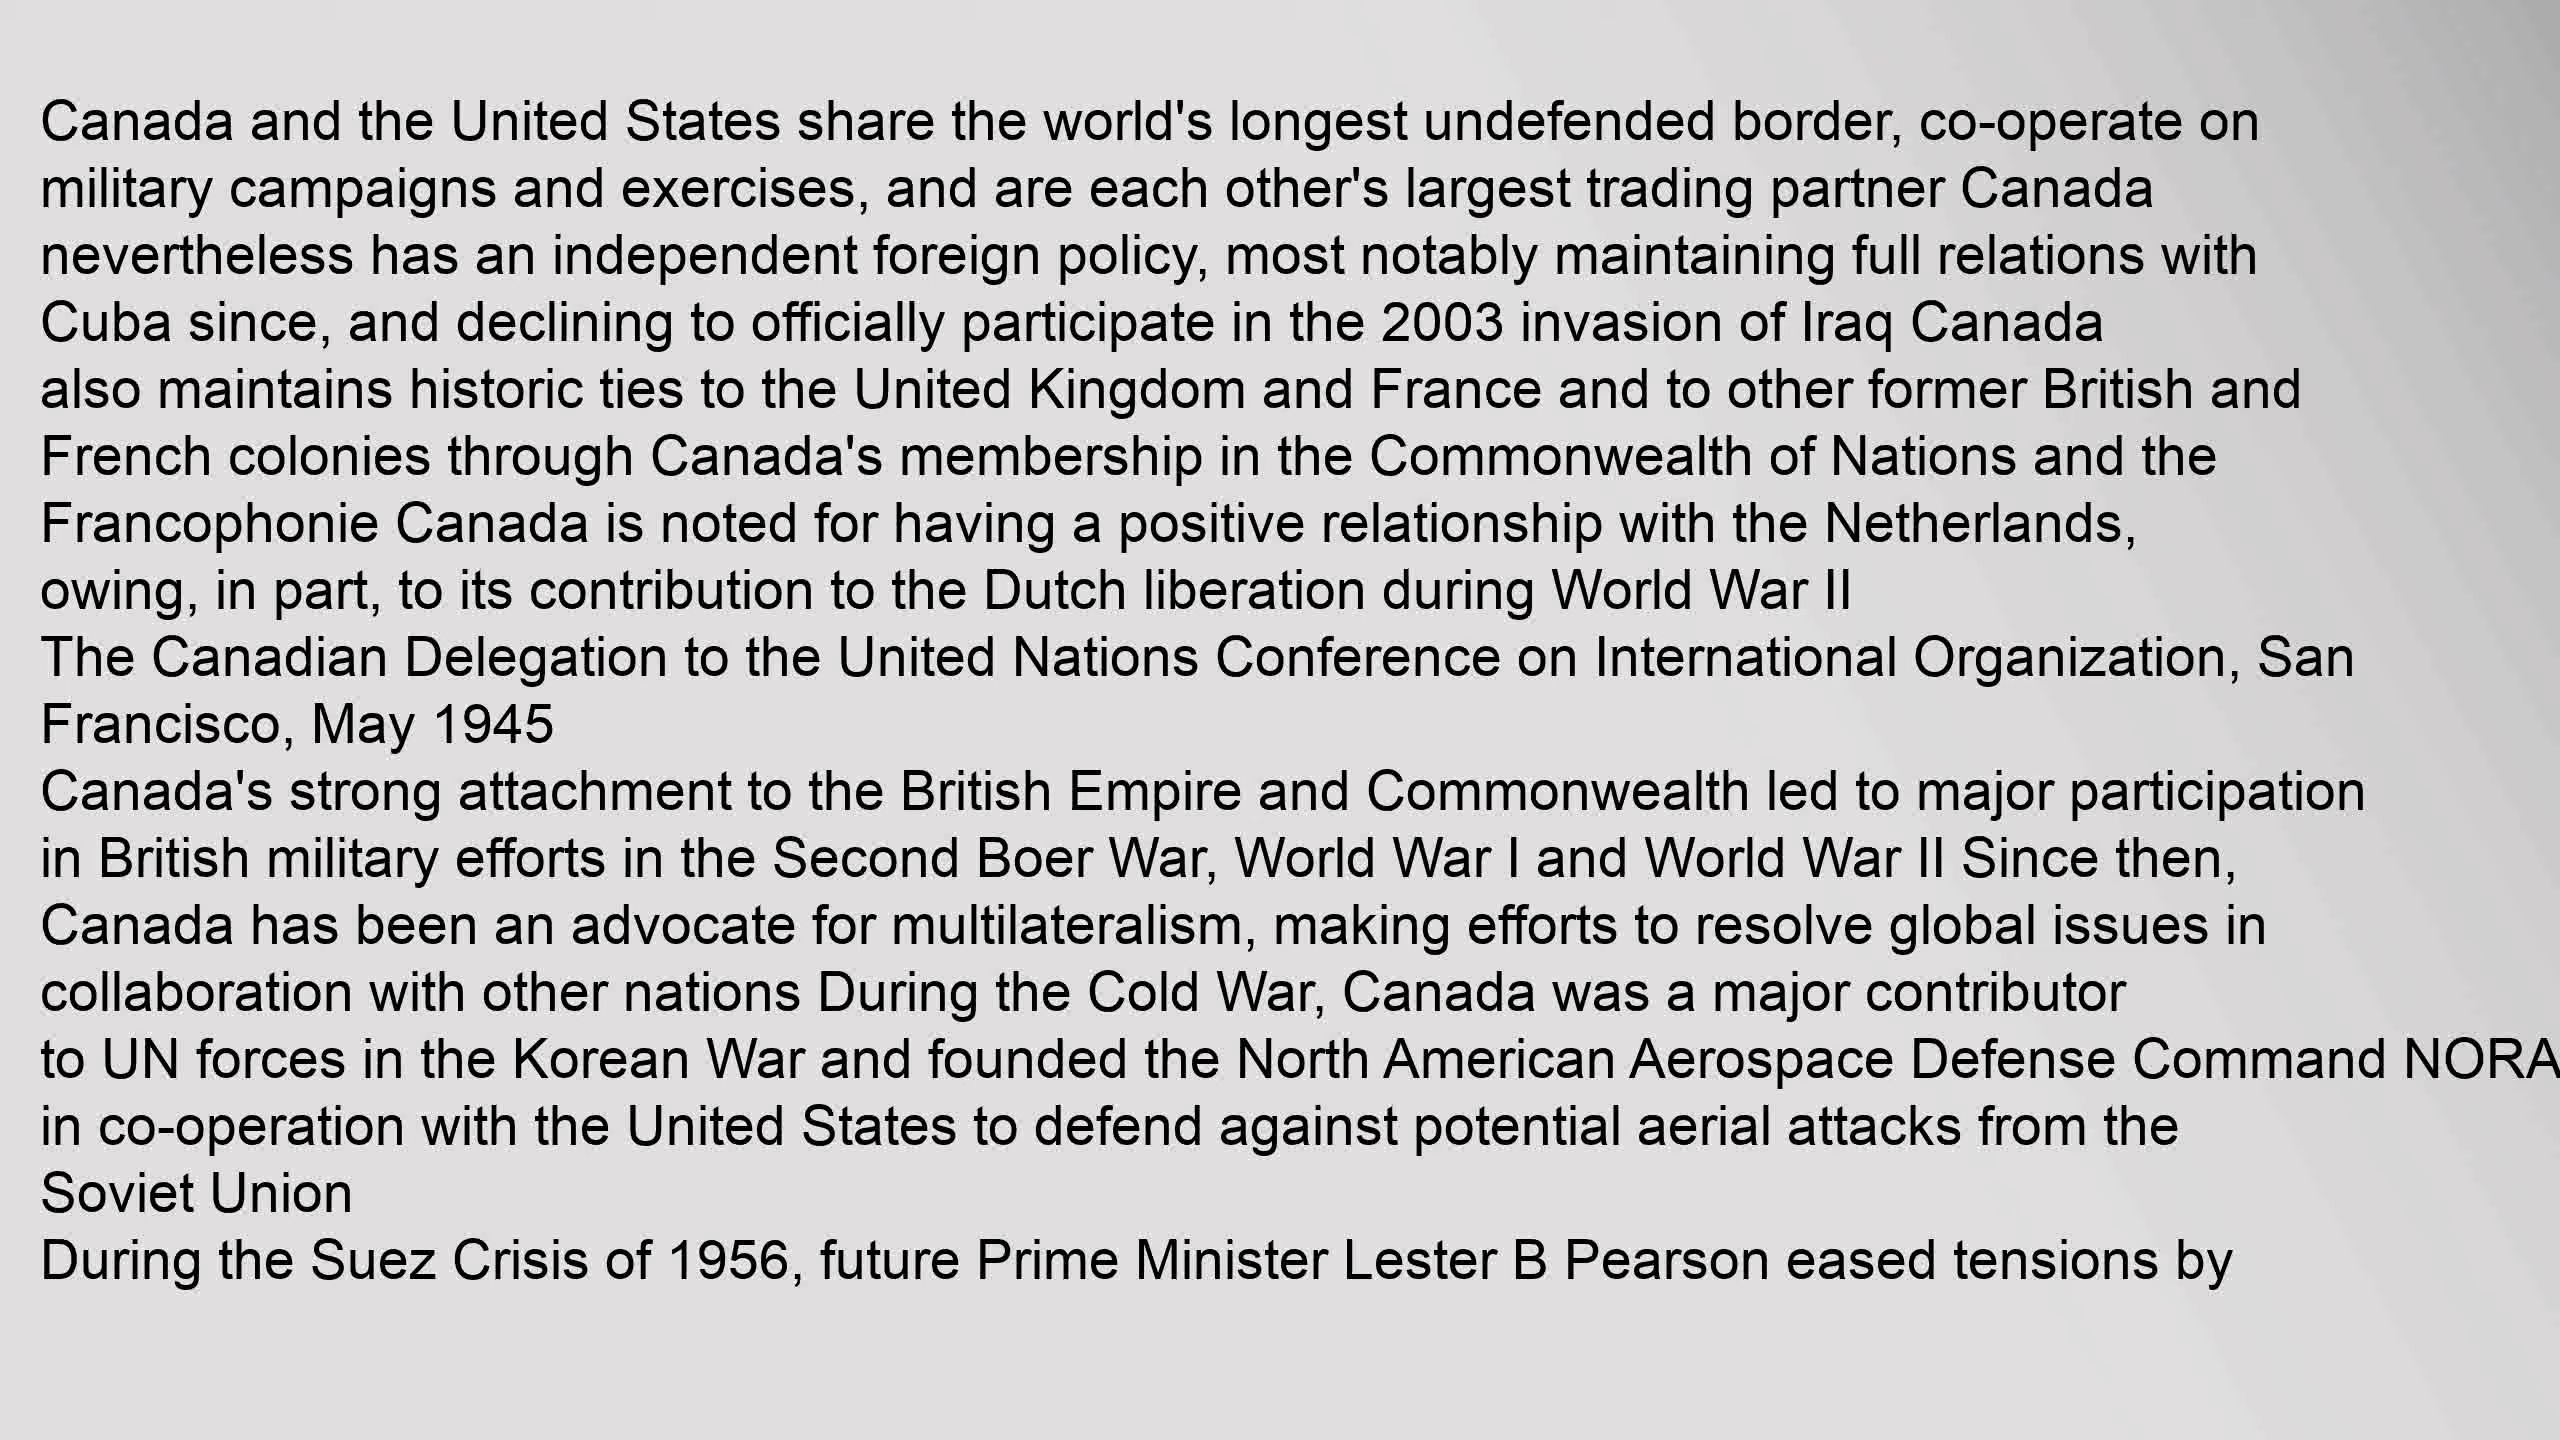 Canada and the United States share the world's longest undefended border, co-operate on
military campaigns and exercises, and are each other's largest trading partner Canada
nevertheless has an independent foreign policy, most notably maintaining full relations with
Cuba since, and declining to officially participate in the 2003 invasion of Iraq Canada
also maintains historic ties to the United Kingdom and France and to other former British and
French colonies through Canada's membership in the Commonwealth of Nations and the
Francophonie Canada is noted for having a positive relationship with the Netherlands,
owing, in part, to its contribution to the Dutch liberation during World War II
The Canadian Delegation to the United Nations Conference on International Organization, San
Francisco, May 1945
Canada's strong attachment to the British Empire and Commonwealth led to major participation
in British military efforts in the Second Boer War, World War I and World War II Since then,
Canada has been an advocate for multilateralism, making efforts to resolve global issues in
collaboration with other nations During the Cold War, Canada was a major contributor
to UN forces in the Korean War and founded the North American Aerospace Defense Command NORA
in co-operation with the United States to defend against potential aerial attacks from the
Soviet Union
During the Suez Crisis of 1956, future Prime Minister Lester B Pearson eased tensions by